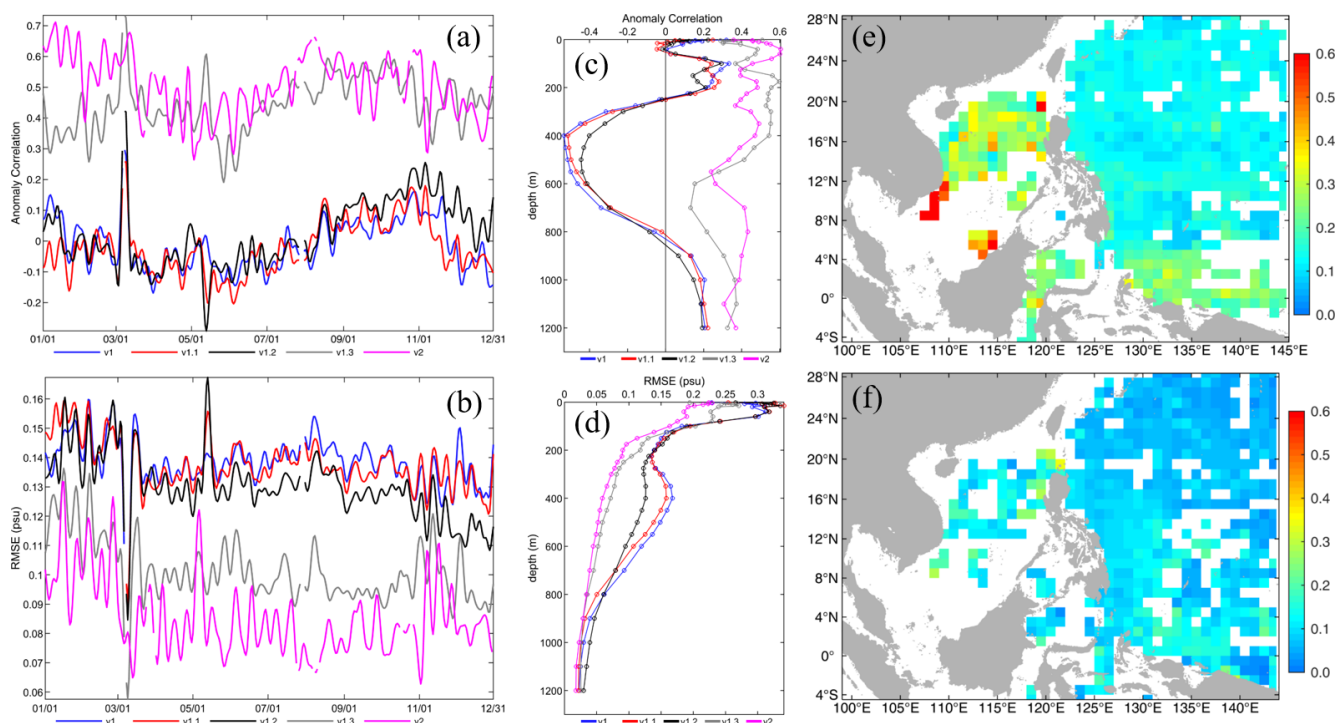 (a)
Anomaly Correlation
0.7
0.6
0.5
0.4
0.3
0.2
0.1
0
-0.1
-0.2
01/01 03/01 05/01 07/01 09/01 11/01 12/31
v1 v1.1 v1.2 v1.3 v2
(b)
RMSE (psu)
0.16
0.15
0.14
0.13
0.12
0.11
0.1
0.09
0.08
0.07
0.06
01/01 03/01 05/01 07/01 09/01 11/01 12/31
v1 v1.1 v1.2 v1.3 v2
Anomaly Correlation
-0.4 -0.2 0 0.2 0.4 0.6
(c)
depth (m)
0
200
400
600
800
1000
1200
v1 v1.1 v1.2 v1.3 v2
RMSE (psu)
0 0.05 0.1 0.15 0.2 0.25 0.3
(d)
depth (m)
0
200
400
600
800
1000
1200
v1 v1.1 v1.2 v1.3 v2
(e)
28°N
24°N
20°N
16°N
12°N
8°N
4°N
0°
4°S
100°E 105°E 110°E 115°E 120°E 125°E 130°E 135°E 140°E 145°E
0.6
0.5
0.4
0.3
0.2
0.1
0.0
(f)
28°N
24°N
20°N
16°N
12°N
8°N
4°N
0°
4°S
100°E 105°E 110°E 115°E 120°E 125°E 130°E 135°E 140°E
0.6
0.5
0.4
0.3
0.2
0.1
0.0